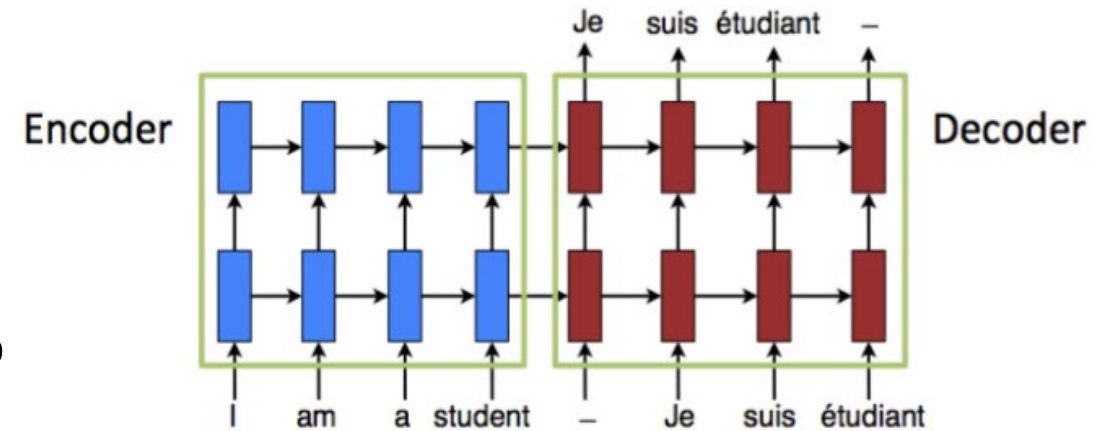 Je suis étudiant –
Encoder
Decoder
)
I am a student – Je suis étudiant